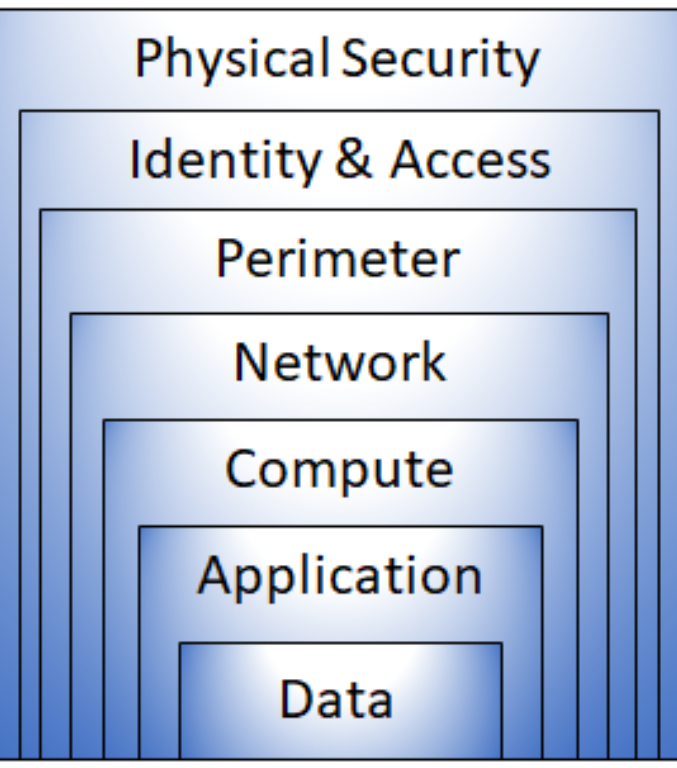 Physical Security
Identity & Access
Perimeter
Network
Compute
Application
Data